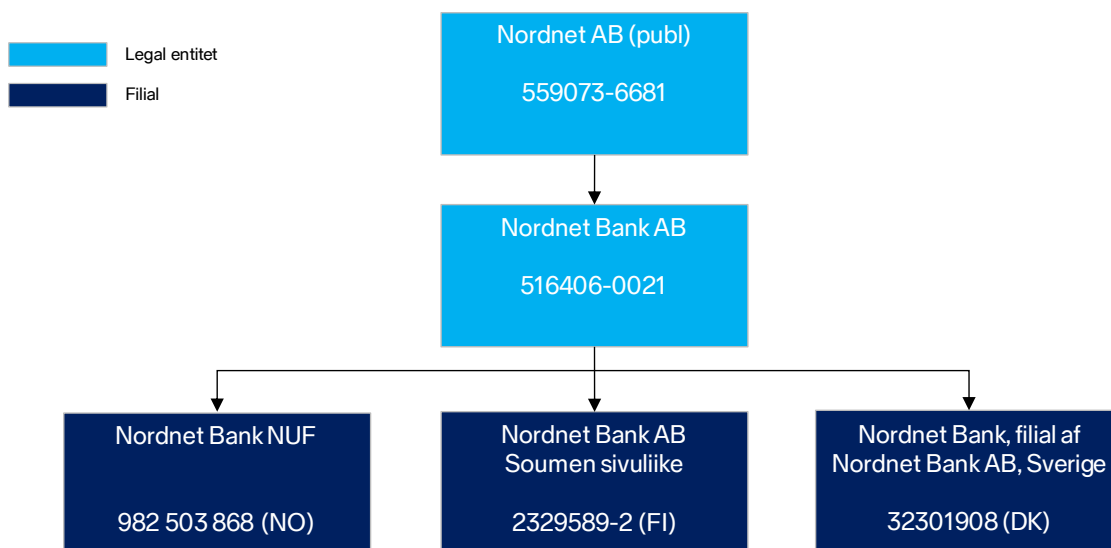 Legal entitet
Filial
Nordnet AB (publ)
559073-6681
Nordnet Bank AB
516406-0021
Nordnet Bank NUF
982 503 868 (NO)
Nordnet Bank AB
Soumen sivuliike
2329589-2 (FI)
Nordnet Bank, filial af
Nordnet Bank AB, Sverige
32301908 (DK)